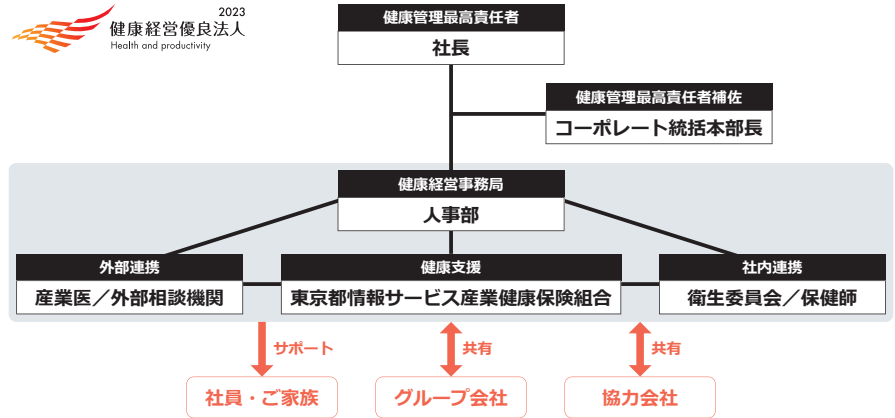 2023
健康経営優良法人
Health and productivity
健康管理最高責任者
社長
健康管理最高責任者補佐
コーポレート統括本部長
健康経営事務局
人事部
外部連携
産業医／外部相談機関
健康支援
東京都情報サービス産業健康保険組合
社内連携
衛生委員会／保健師
サポート
共有
共有
社員・ご家族
グループ会社
協力会社